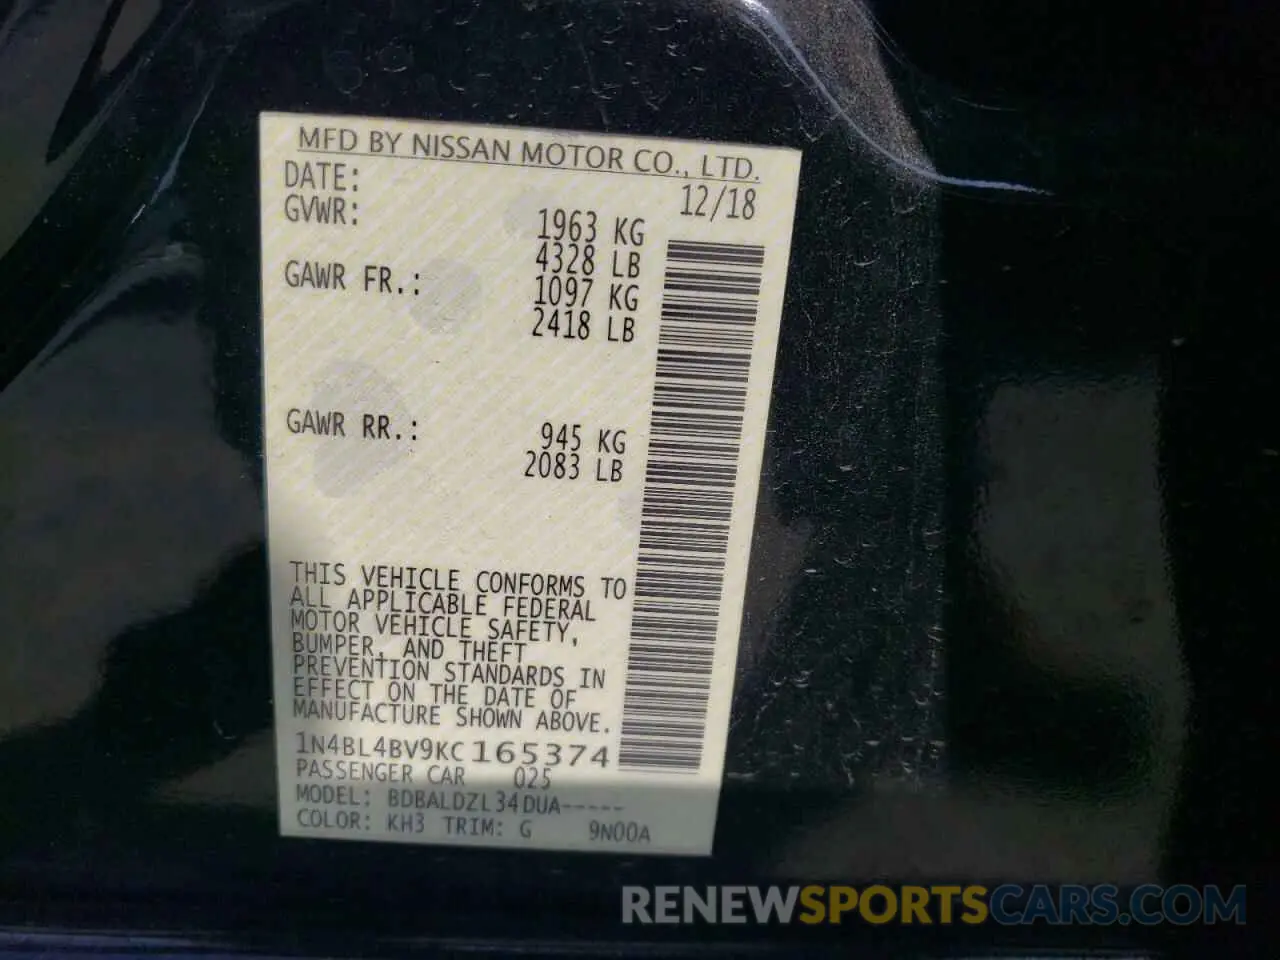 MFD BY NISSAN MOTOR CO., LTD.
DATE: 12/18
GVWR: 1963 KG
4328 LB
GAWR FR.: 1097 KG
2418 LB
GAWR RR.: 945 KG
2083 LB
THIS VEHICLE CONFORMS TO
ALL APPLICABLE FEDERAL
MOTOR VEHICLE SAFETY,
BUMPER, AND THEFT
PREVENTION STANDARDS IN
EFFECT ON THE DATE OF
MANUFACTURE SHOWN ABOVE.
1N4BL4BV9KC165374
PASSENGER CAR 025
MODEL: BDBALDZL34DUA-----
COLOR: KH3 TRIM: G 9N00A
RENEWSPORTSCARS.COM